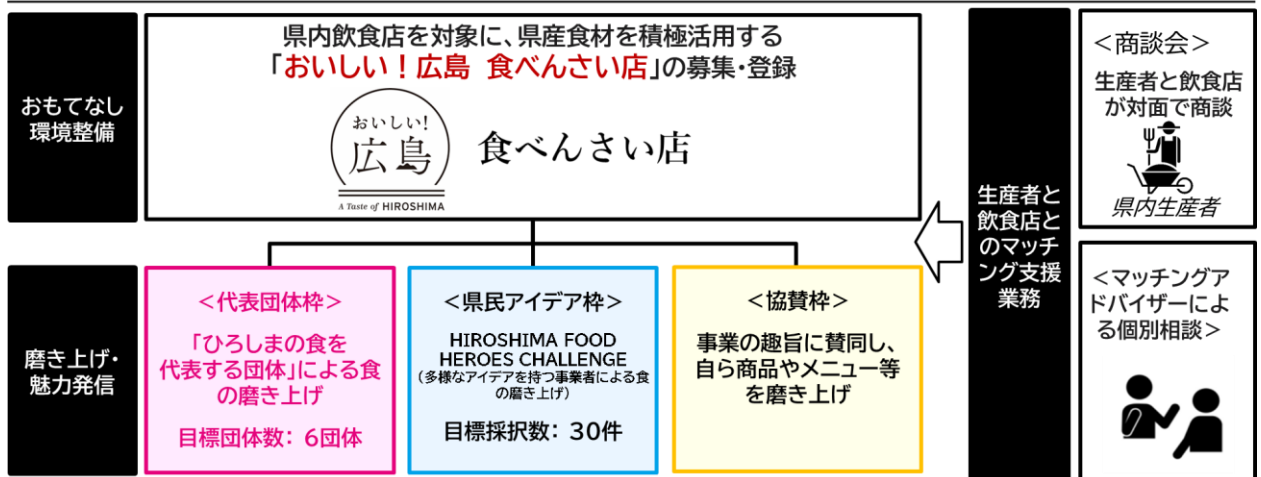 おもてなし
環境整備
県内飲食店を対象に、県産食材を積極活用する
「おいしい！広島 食べんさい店」の募集・登録
おいしい!
広島
A Taste of HIROSHIMA
食べんさい店
磨き上げ・
魅力発信
＜代表団体枠＞
「ひろしまの食を
代表する団体」による食
の磨き上げ
目標団体数： 6団体
＜県民アイデア枠＞
HIROSHIMA FOOD
HEROES CHALLENGE
（多様なアイデアを持つ事業者による食
の磨き上げ）
目標採択数： 30件
＜協賛枠＞
事業の趣旨に賛同し、
自ら商品やメニュー等
を磨き上げ
生産者と
飲食店と
のマッチ
ング支援
業務
＜商談会＞
生産者と飲食店
が対面で商談
県内生産者
＜マッチングア
ドバイザーによ
る個別相談＞